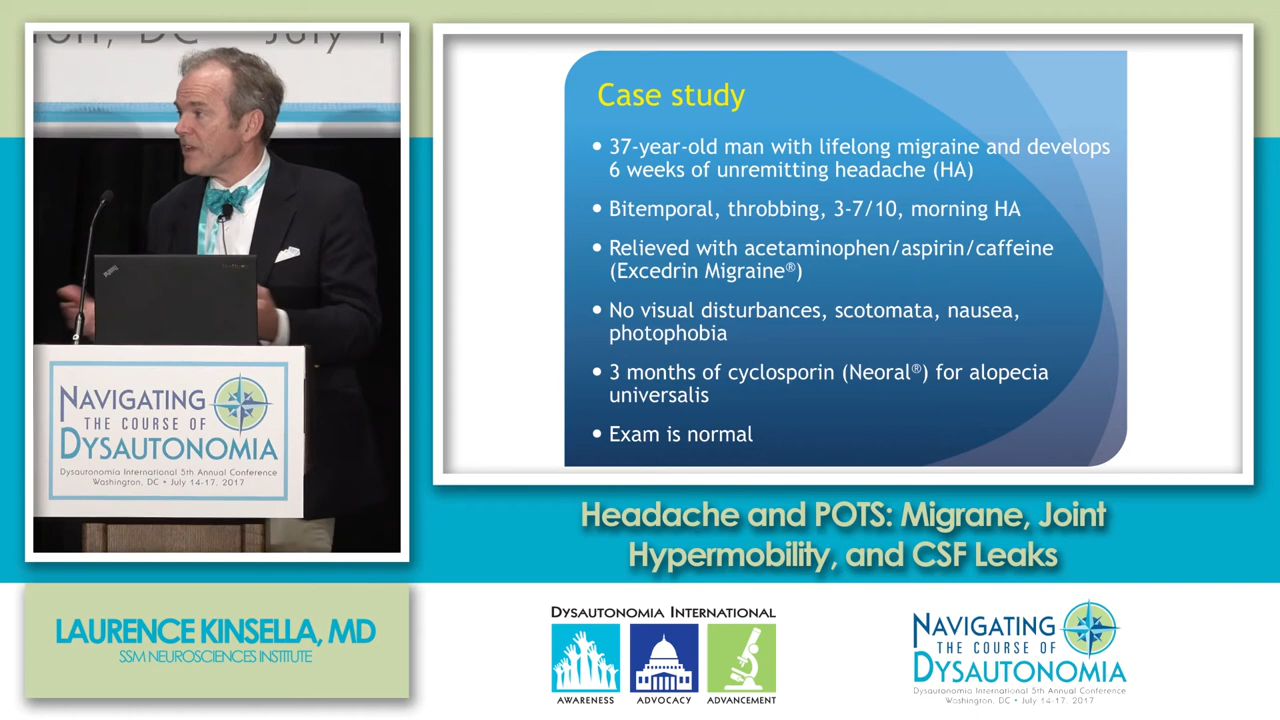 ton, DC
July 1
NAVIGATING
THE COURSE OF
DYSAUTONOMIA
Dysautonomia International 5th Annual Conference
Washington, DC • July 14-17, 2017
Case study
• 37-year-old man with lifelong migraine and develops
6 weeks of unremitting headache (HA)
• Bitemporal, throbbing, 3-7/10, morning HA
• Relieved with acetaminophen/aspirin/caffeine
(Excedrin Migraine®)
• No visual disturbances, scotomata, nausea,
photophobia
• 3 months of cyclosporin (Neoral®) for alopecia
universalis
• Exam is normal
Headache and POTS: Migrane, Joint
Hypermobility, and CSF Leaks
LAURENCE KINSELLA, MD
SSM NEUROSCIENCES INSTITUTE
DYSAUTONOMIA INTERNATIONAL
AWARENESS ADVOCACY ADVANCEMENT
NAVIGATING
THE COURSE OF
DYSAUTONOMIA
Dysautonomia International 5th Annual Conference
Washington, DC • July 14-17, 2017